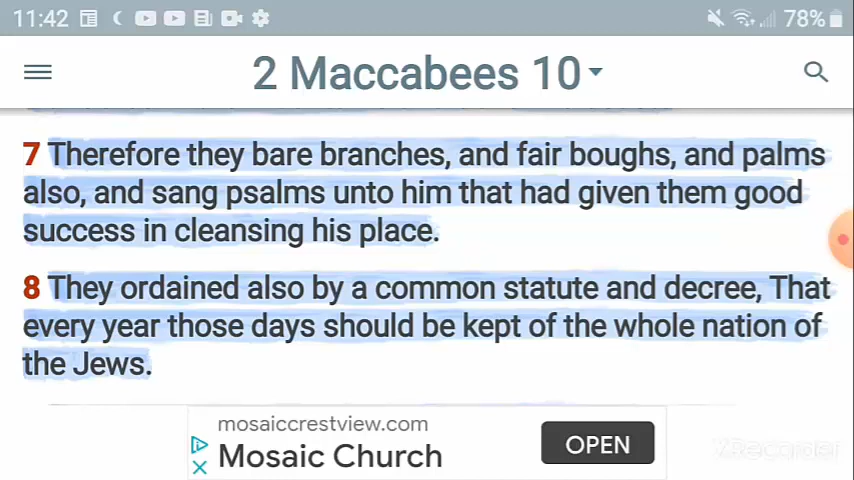 11:42
78%
2 Maccabees 10
7 Therefore they bare branches, and fair boughs, and palms
also, and sang psalms unto him that had given them good
success in cleansing his place.
8 They ordained also by a common statute and decree, That
every year those days should be kept of the whole nation of
the Jews.
mosaiccrestview.com
Mosaic Church
OPEN